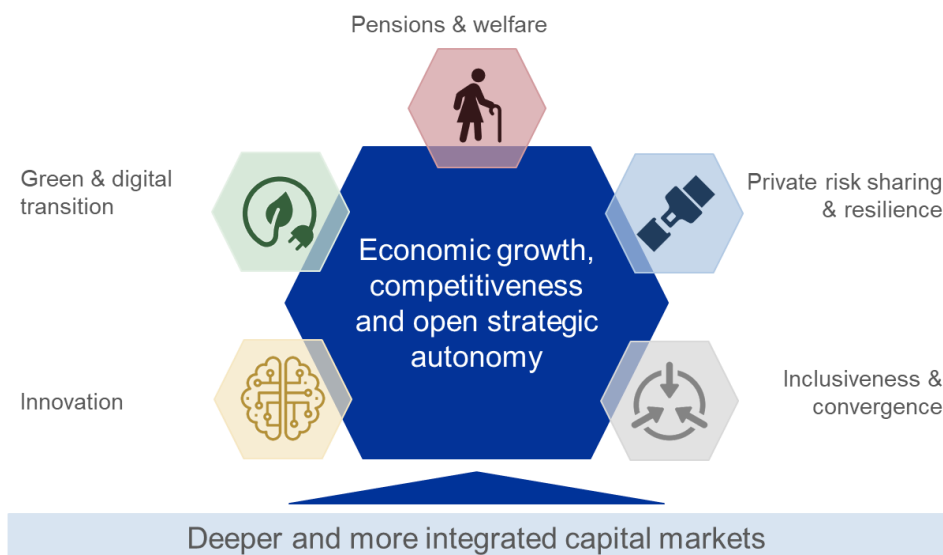 Pensions & welfare
Green & digital
transition
Private risk sharing
& resilience
Economic growth,
competitiveness
and open strategic
autonomy
Innovation
Inclusiveness &
convergence
Deeper and more integrated capital markets